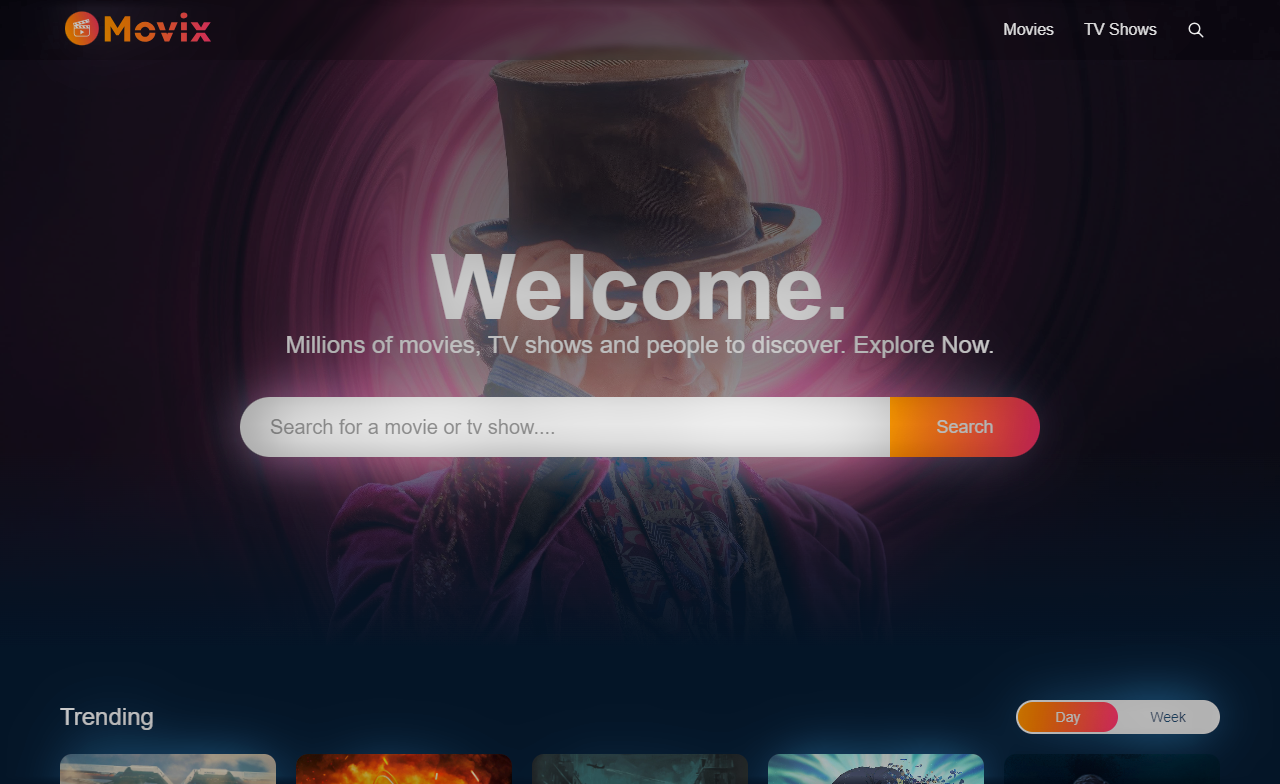 Movix
Movies
TV Shows
Welcome.
Millions of movies, TV shows and people to discover. Explore Now.
Search for a movie or tv show....
Search
Trending
Day
Week